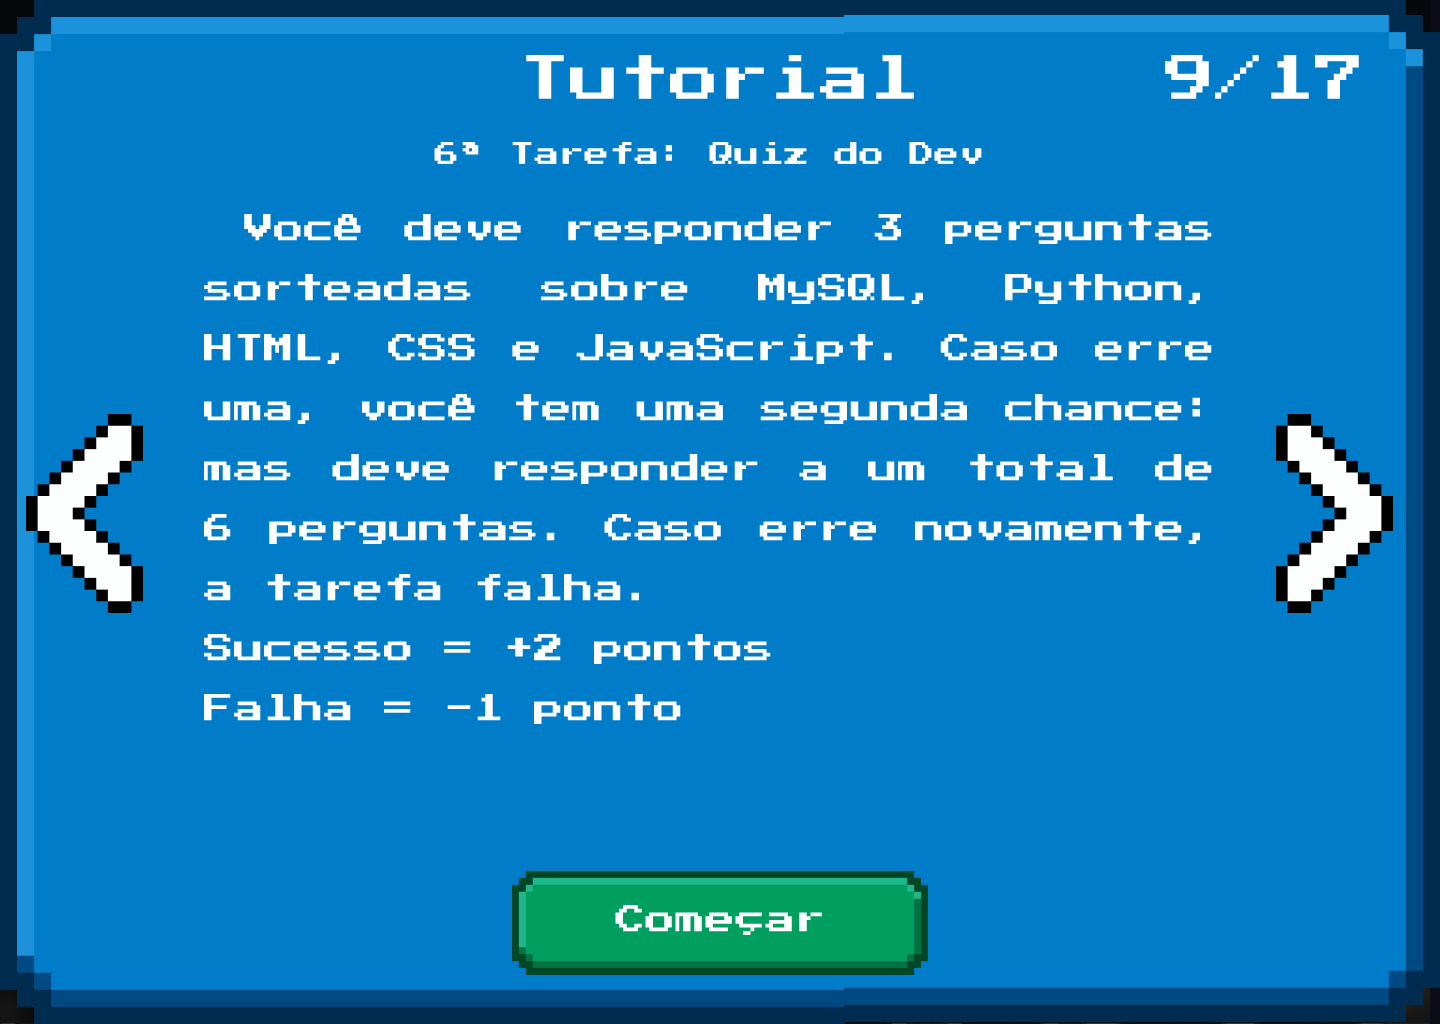 Tutorial
9/17
6ª Tarefa: Quiz do Dev
Você deve responder 3 perguntas
sorteadas sobre MySQL, Python,
HTML, CSS e JavaScript. Caso erre
uma, você tem uma segunda chance:
mas deve responder a um total de
6 perguntas. Caso erre novamente,
a tarefa falha.
Sucesso = +2 pontos
Falha = -1 ponto
Começar